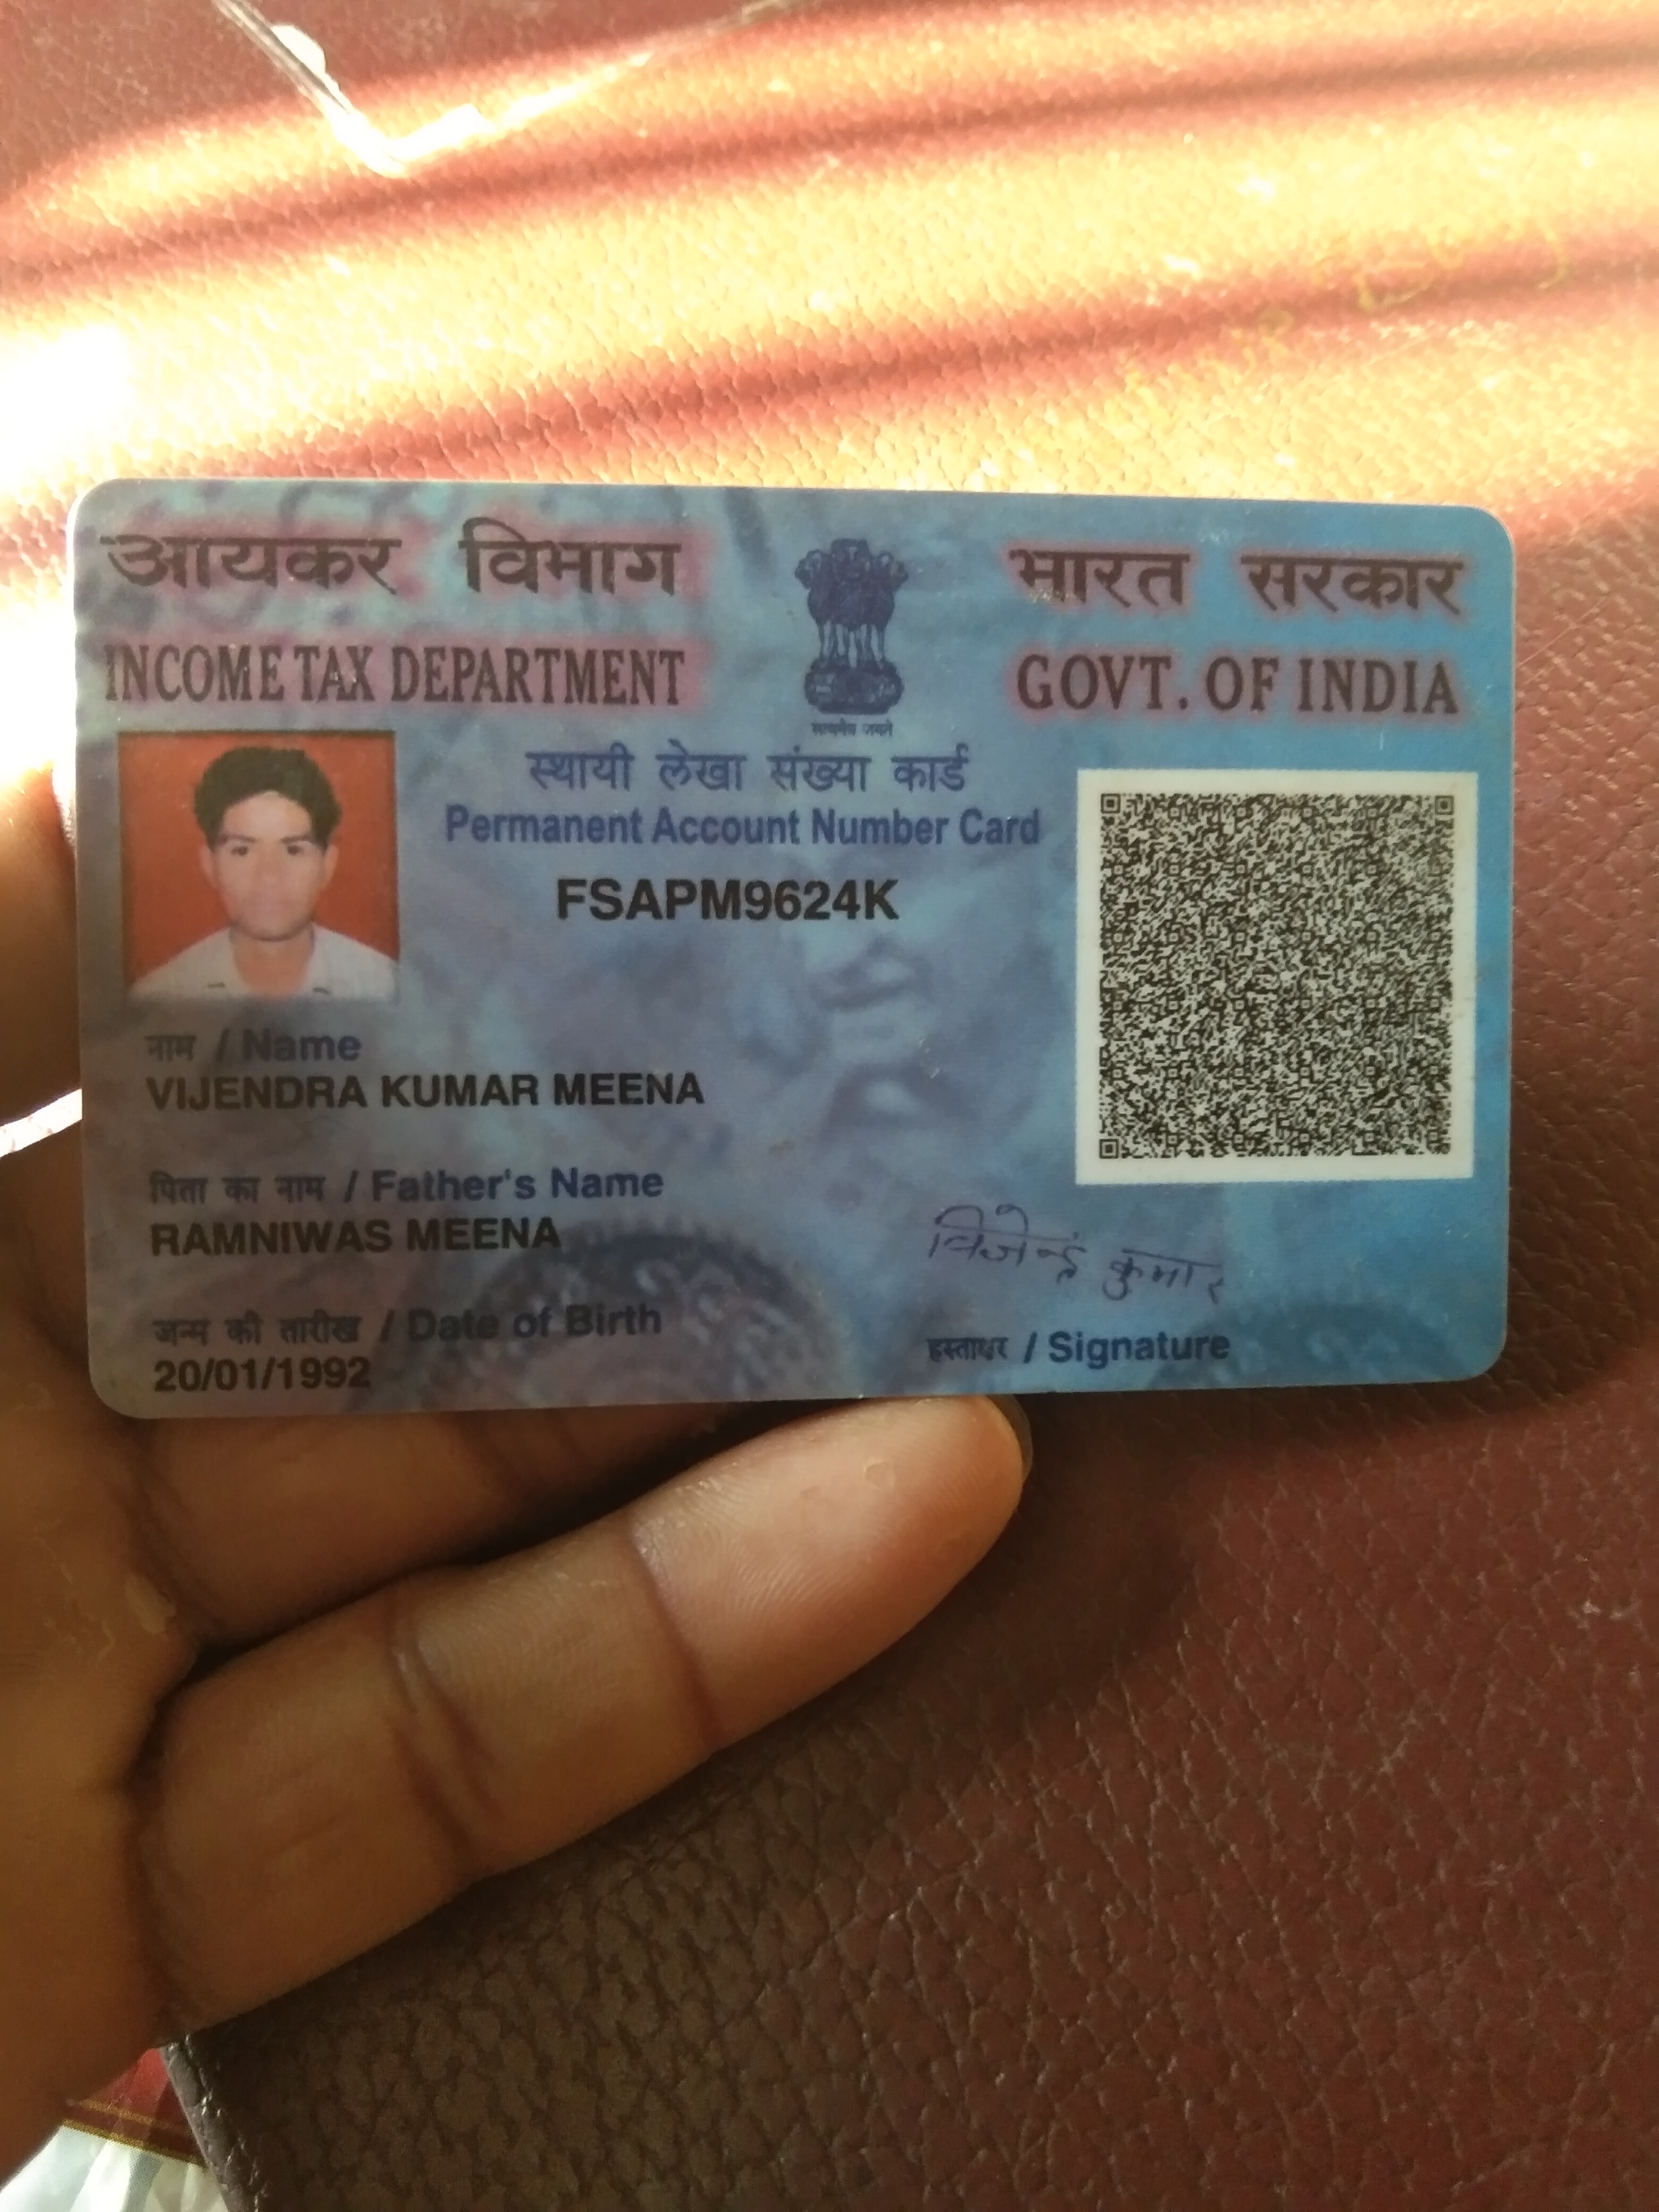 आयकर विभाग
INCOME TAX DEPARTMENT
सत्यमेव जयते
भारत सरकार
GOVT. OF INDIA
स्थायी लेखा संख्या कार्ड
Permanent Account Number Card
FSAPM9624K
नाम / Name
VIJENDRA KUMAR MEENA
पिता का नाम / Father's Name
RAMNIWAS MEENA
जन्म की तारीख / Date of Birth
20/01/1992
विजेन्द्र कुमार
हस्ताक्षर / Signature